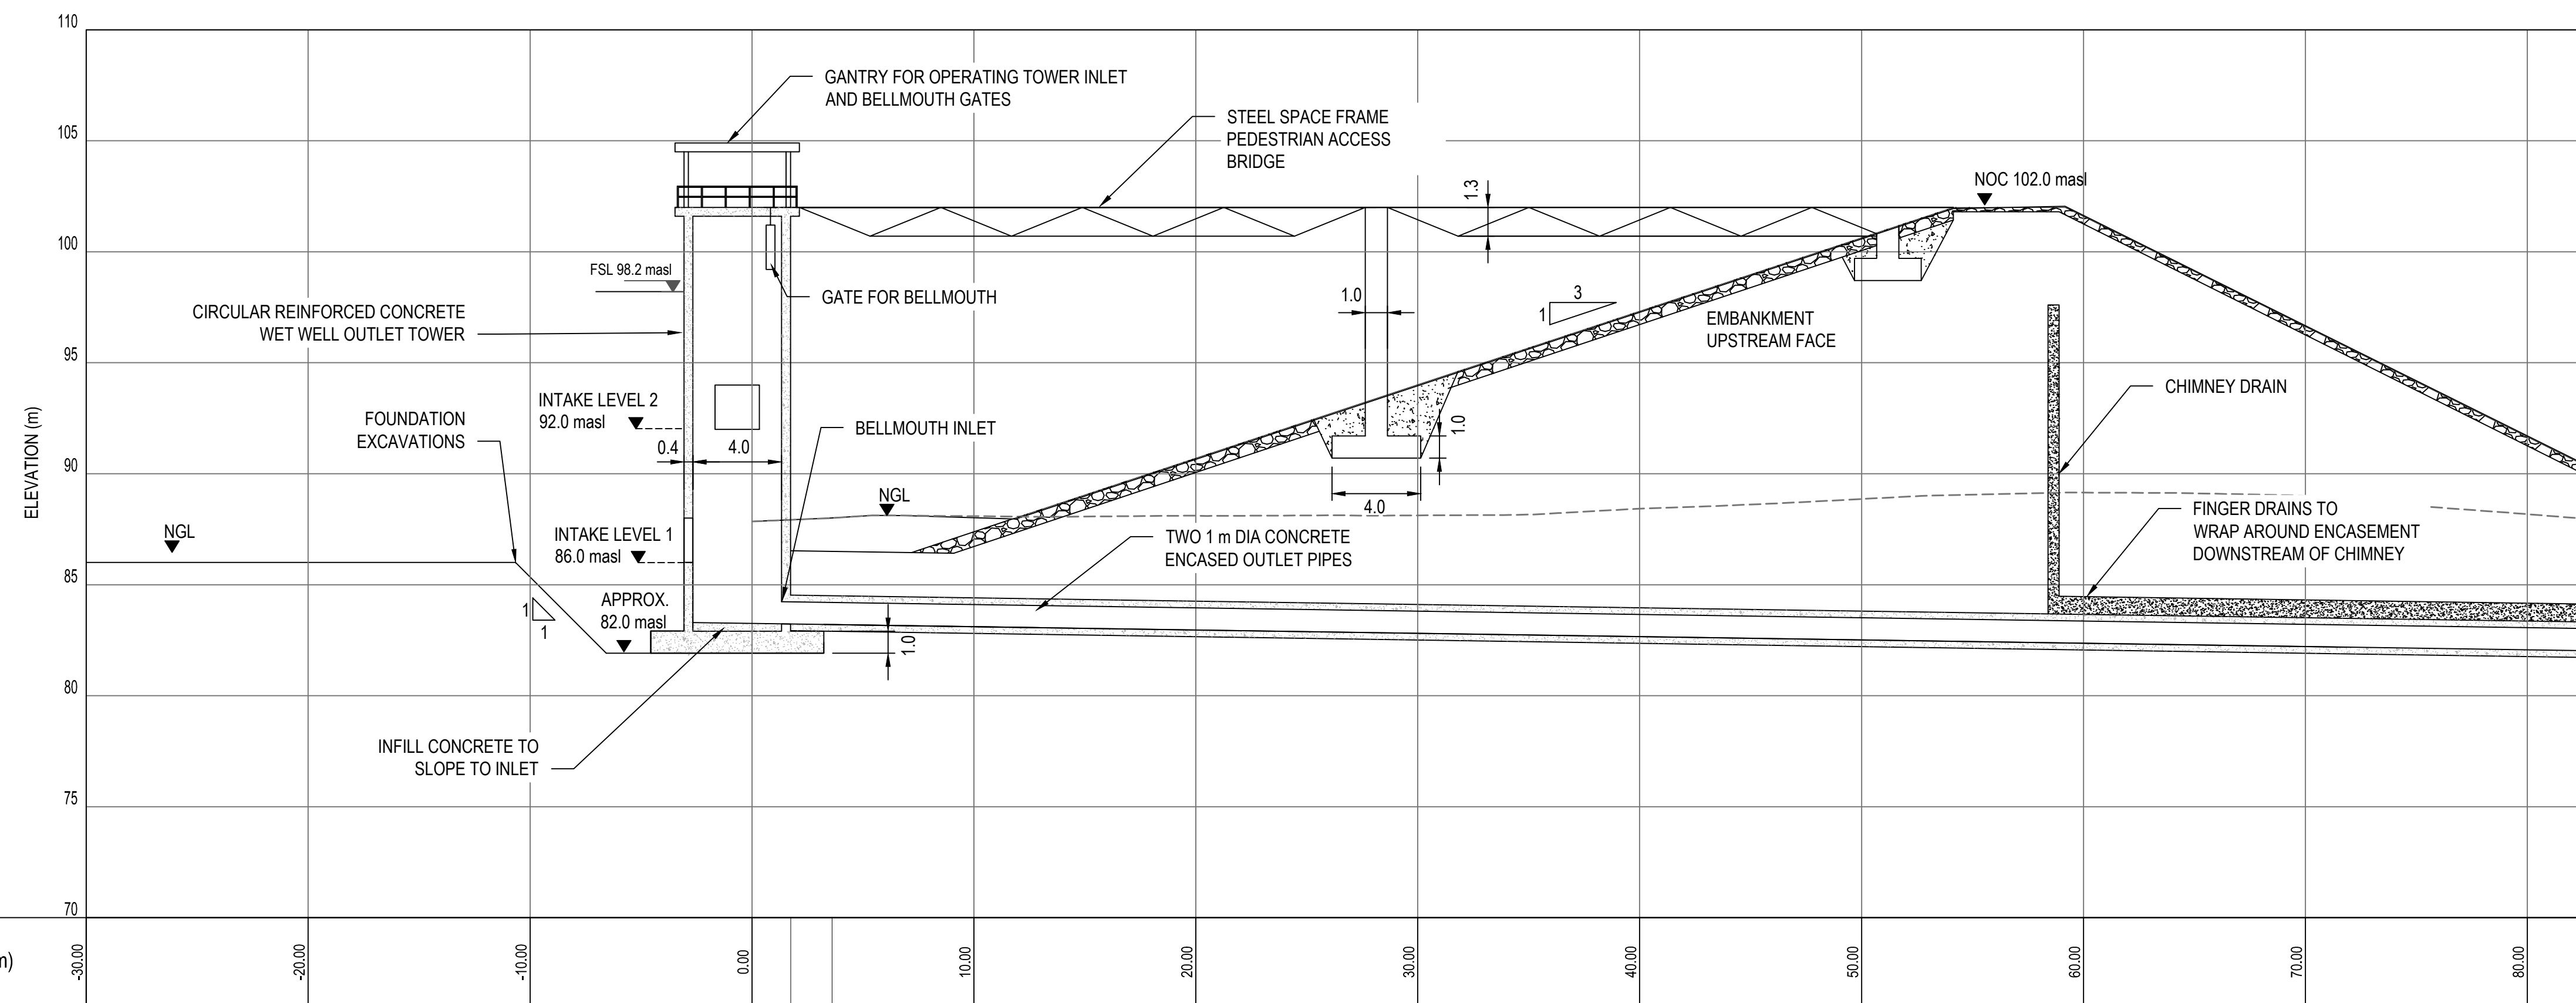 110
GANTRY FOR OPERATING TOWER INLET
AND BELLMOUTH GATES
105
STEEL SPACE FRAME
PEDESTRIAN ACCESS
BRIDGE
1.3
NOC 102.0 masl
100
FSL 98.2 masl
GATE FOR BELLMOUTH
CIRCULAR REINFORCED CONCRETE
WET WELL OUTLET TOWER
1.0
3
1
EMBANKMENT
UPSTREAM FACE
95
ELEVATION (m)
INTAKE LEVEL 2
92.0 masl
FOUNDATION
EXCAVATIONS
BELLMOUTH INLET
CHIMNEY DRAIN
0.4
4.0
1.0
90
4.0
NGL
NGL
INTAKE LEVEL 1
86.0 masl
TWO 1 m DIA CONCRETE
ENCASED OUTLET PIPES
FINGER DRAINS TO
WRAP AROUND ENCASEMENT
DOWNSTREAM OF CHIMNEY
85
1
1
APPROX.
82.0 masl
1.0
80
INFILL CONCRETE TO
SLOPE TO INLET
75
70
m)
-30.00
-20.00
-10.00
0.00
10.00
20.00
30.00
40.00
50.00
60.00
70.00
80.00